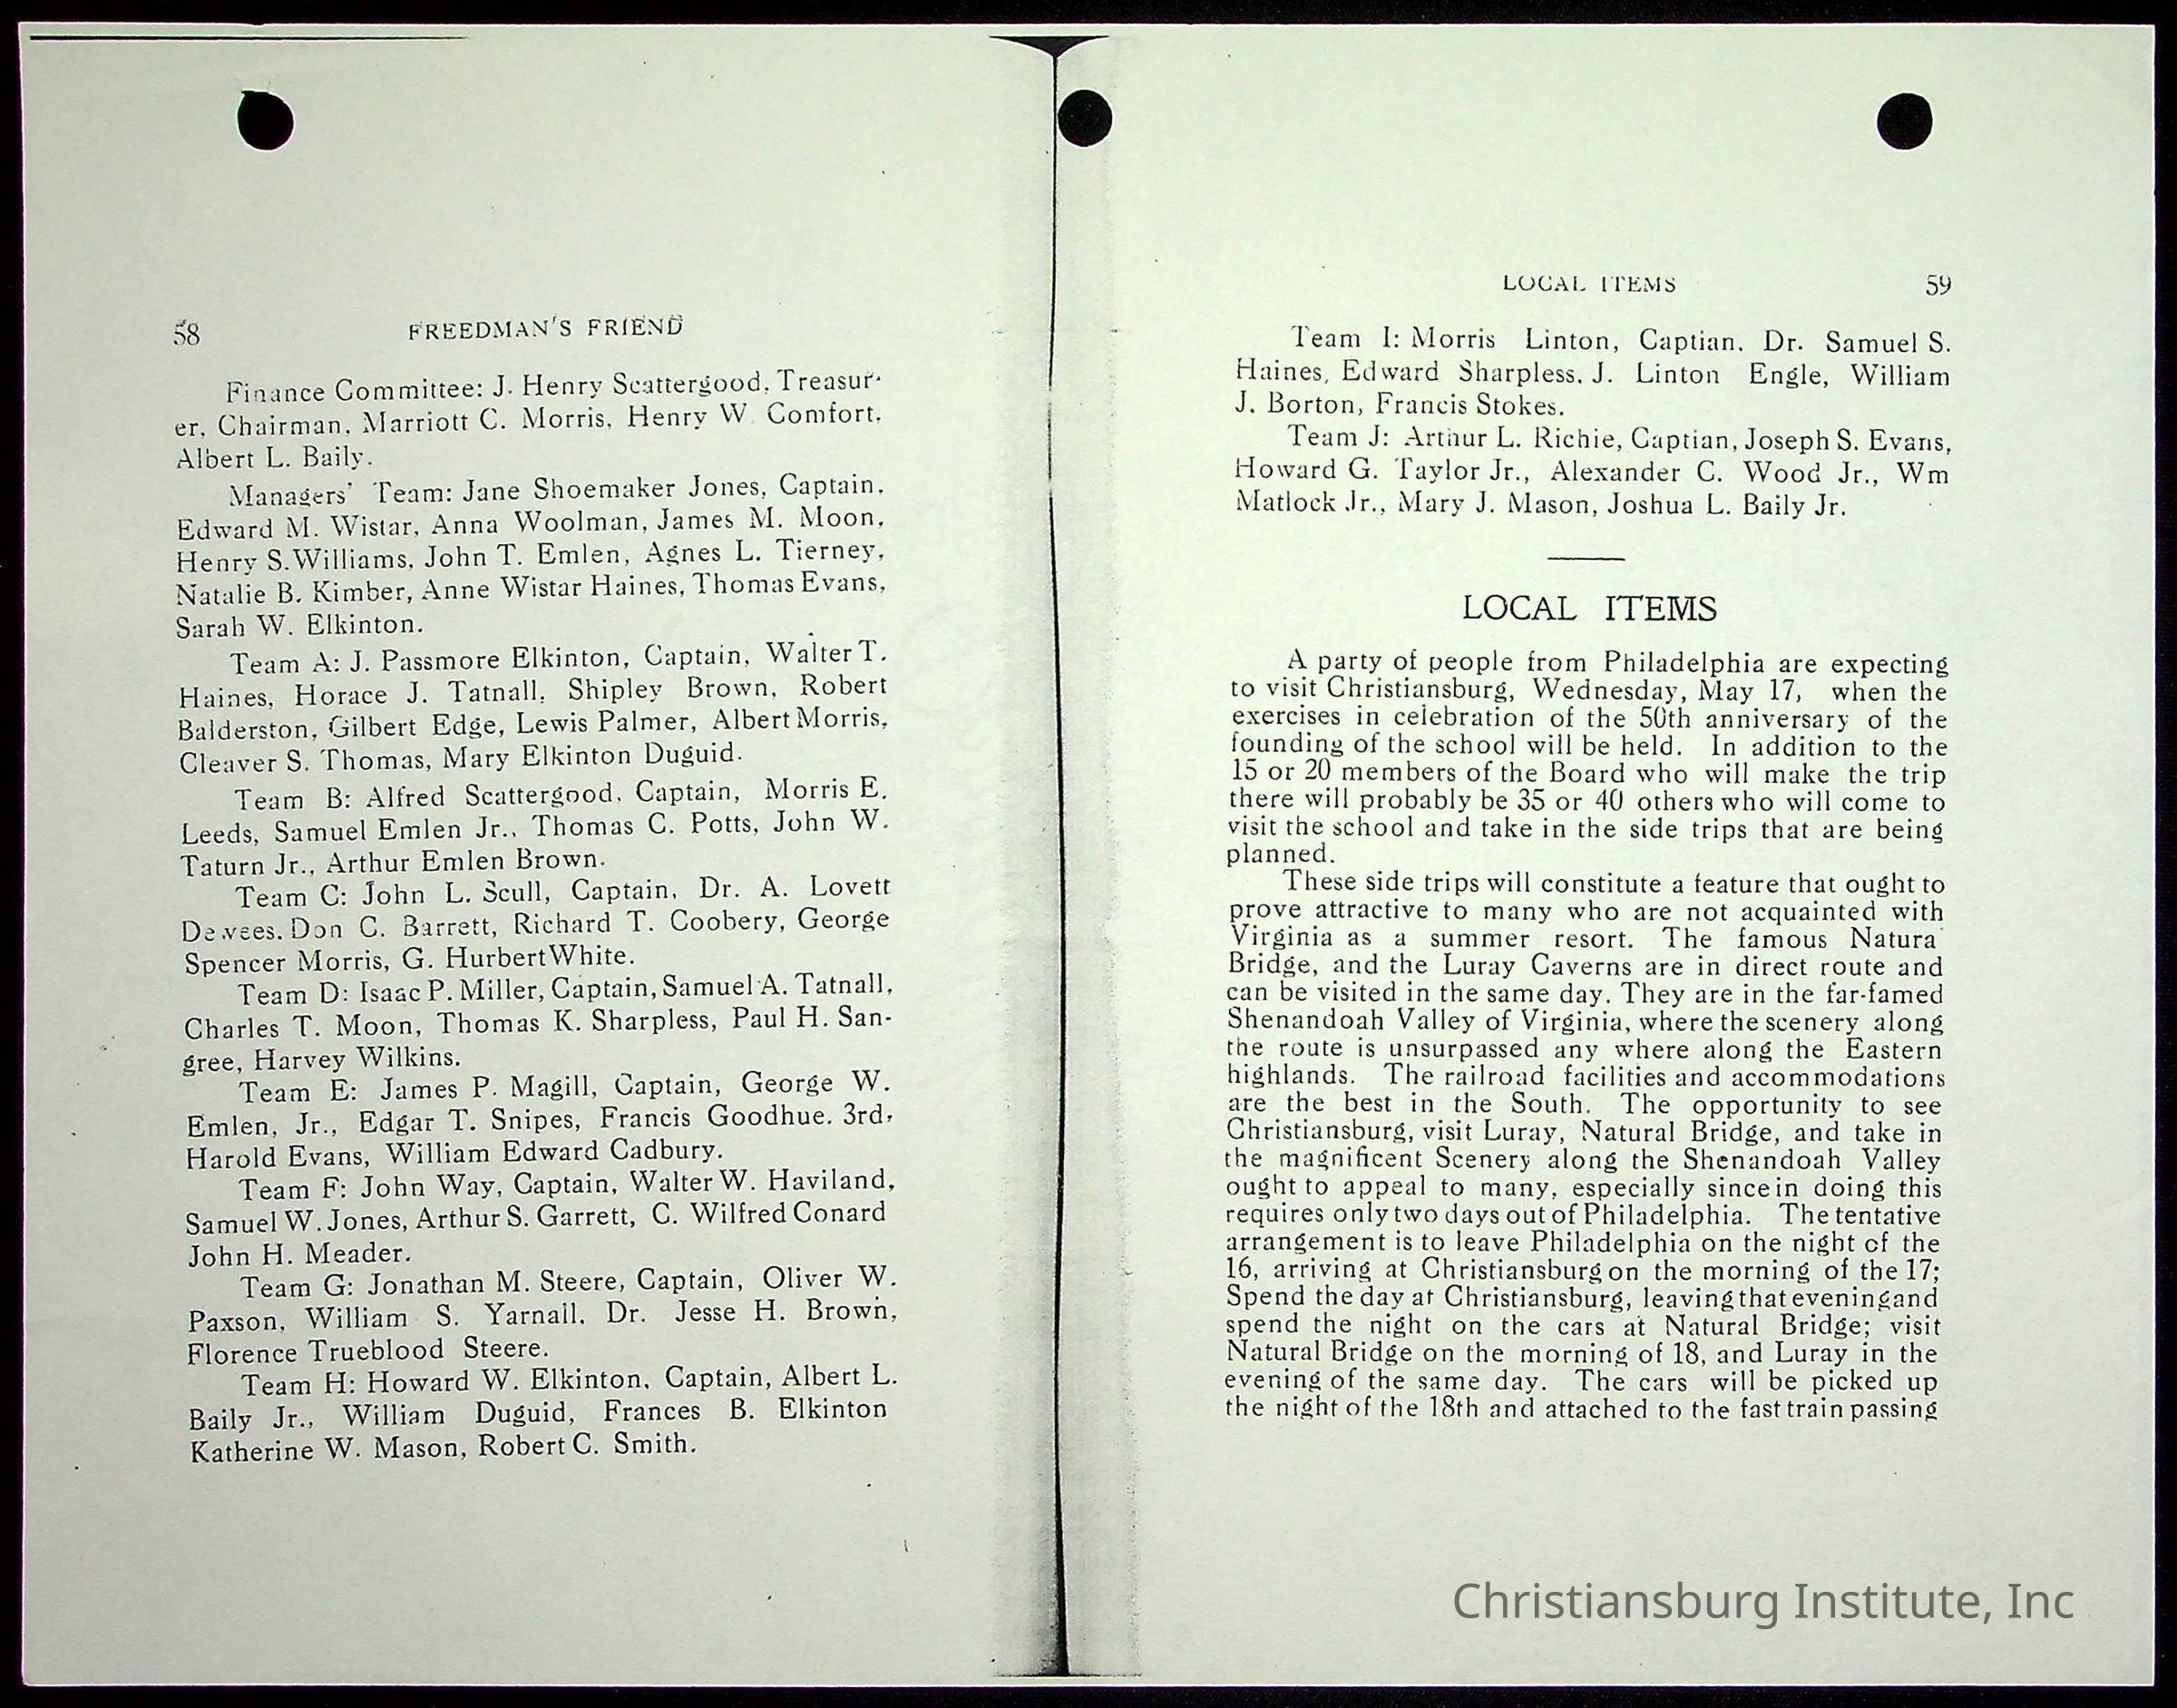 58 FREEDMAN'S FRIEND
Finance Committee: J. Henry Scattergood, Treasur-
er, Chairman, Marriott C. Morris, Henry W. Comfort,
Albert L. Baily.
Managers' Team: Jane Shoemaker Jones, Captain,
Edward M. Wistar, Anna Woolman, James M. Moon,
Henry S. Williams, John T. Emlen, Agnes L. Tierney,
Natalie B. Kimber, Anne Wistar Haines, Thomas Evans,
Sarah W. Elkinton.
Team A: J. Passmore Elkinton, Captain, Walter T.
Haines, Horace J. Tatnall, Shipley Brown, Robert
Balderston, Gilbert Edge, Lewis Palmer, Albert Morris,
Cleaver S. Thomas, Mary Elkinton Duguid.
Team B: Alfred Scattergood, Captain, Morris E.
Leeds, Samuel Emlen Jr., Thomas C. Potts, John W.
Taturn Jr., Arthur Emlen Brown.
Team C: John L. Scull, Captain, Dr. A. Lovett
Dewees. Don C. Barrett, Richard T. Coobery, George
Spencer Morris, G. Hurbert White.
Team D: Isaac P. Miller, Captain, Samuel A. Tatnall,
Charles T. Moon, Thomas K. Sharpless, Paul H. San-
gree, Harvey Wilkins.
Team E: James P. Magill, Captain, George W.
Emlen, Jr., Edgar T. Snipes, Francis Goodhue. 3rd,
Harold Evans, William Edward Cadbury.
Team F: John Way, Captain, Walter W. Haviland,
Samuel W. Jones, Arthur S. Garrett, C. Wilfred Conard
John H. Meader.
Team G: Jonathan M. Steere, Captain, Oliver W.
Paxson, William S. Yarnall, Dr. Jesse H. Brown,
Florence Trueblood Steere.
Team H: Howard W. Elkinton, Captain, Albert L.
Baily Jr., William Duguid, Frances B. Elkinton
Katherine W. Mason, Robert C. Smith.
LOCAL ITEMS 59
Team I: Morris Linton, Captian. Dr. Samuel S.
Haines, Edward Sharpless, J. Linton Engle, William
J. Borton, Francis Stokes.
Team J: Arthur L. Richie, Captian, Joseph S. Evans,
Howard G. Taylor Jr., Alexander C. Wood Jr., Wm
Matlock Jr., Mary J. Mason, Joshua L. Baily Jr.
LOCAL ITEMS
A party of people from Philadelphia are expecting
to visit Christiansburg, Wednesday, May 17, when the
exercises in celebration of the 50th anniversary of the
founding of the school will be held. In addition to the
15 or 20 members of the Board who will make the trip
there will probably be 35 or 40 others who will come to
visit the school and take in the side trips that are being
planned.
These side trips will constitute a feature that ought to
prove attractive to many who are not acquainted with
Virginia as a summer resort. The famous Natura
Bridge, and the Luray Caverns are in direct route and
can be visited in the same day. They are in the far-famed
Shenandoah Valley of Virginia, where the scenery along
the route is unsurpassed any where along the Eastern
highlands. The railroad facilities and accommodations
are the best in the South. The opportunity to see
Christiansburg, visit Luray, Natural Bridge, and take in
the magnificent Scenery along the Shenandoah Valley
ought to appeal to many, especially since in doing this
requires only two days out of Philadelphia. The tentative
arrangement is to leave Philadelphia on the night of the
16, arriving at Christiansburg on the morning of the 17;
Spend the day at Christiansburg, leaving that evening and
spend the night on the cars at Natural Bridge; visit
Natural Bridge on the morning of 18, and Luray in the
evening of the same day. The cars will be picked up
the night of the 18th and attached to the fast train passing
Christiansburg Institute, Inc